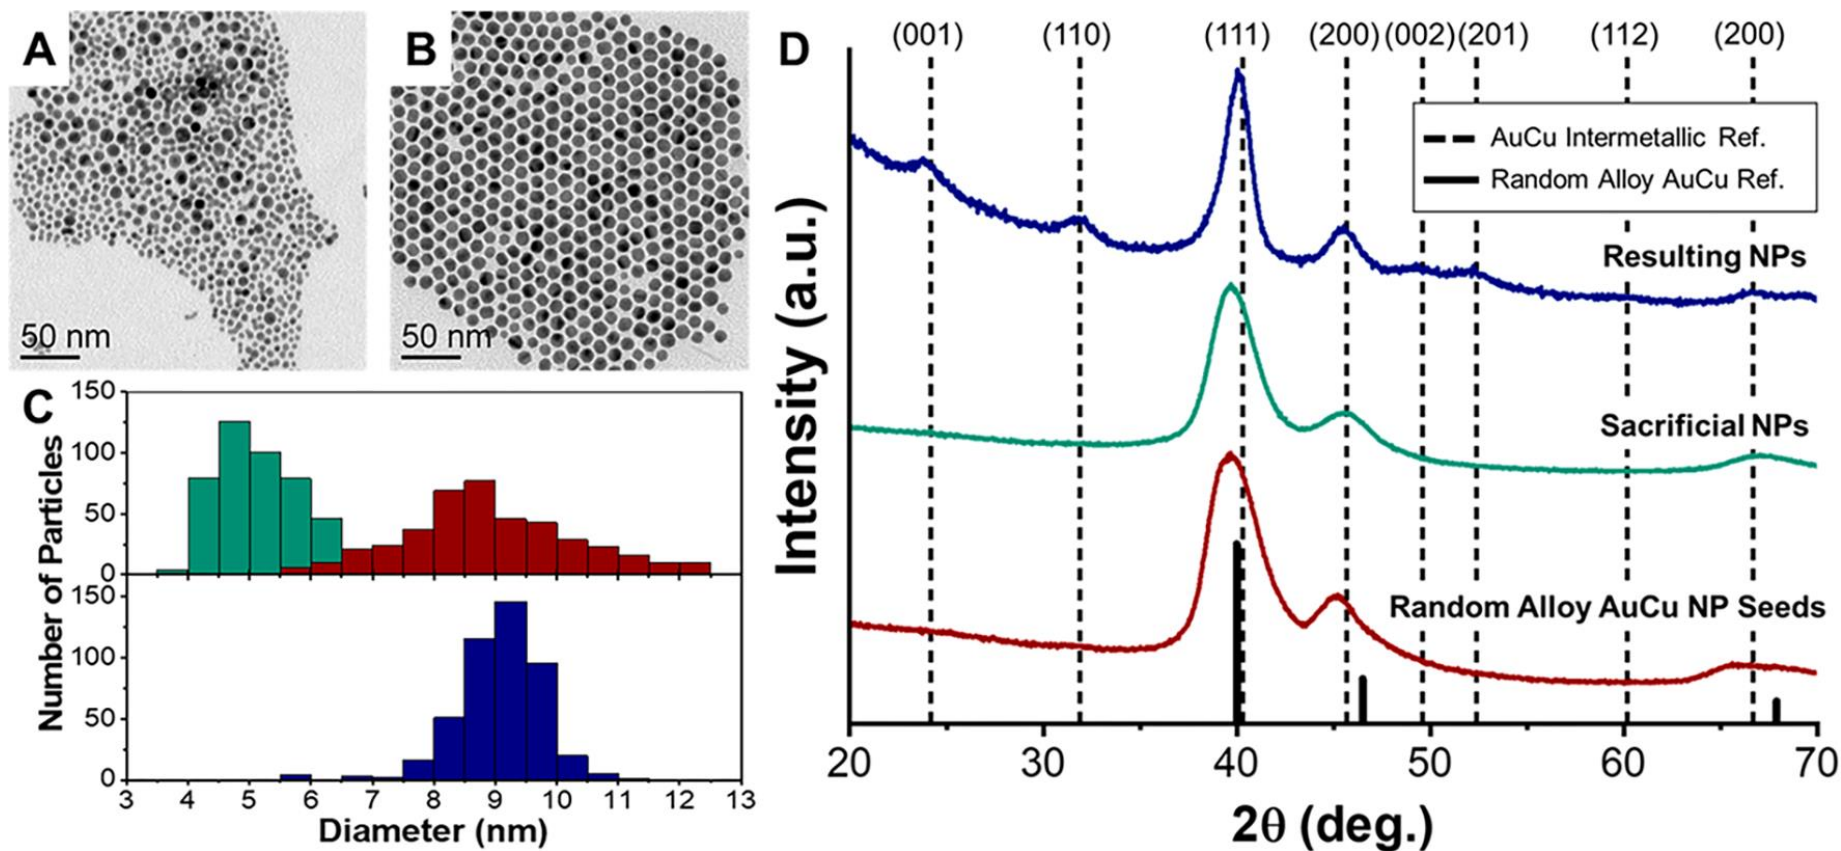 A
50 nm
B
50 nm
C
150
100
50
0
150
100
50
0
3 4 5 6 7 8 9 10 11 12 13
Number of Particles
Diameter (nm)
D
(001) (110) (111) (200) (002) (201) (112) (200)
AuCu Intermetallic Ref.
Random Alloy AuCu Ref.
Resulting NPs
Sacrificial NPs
Random Alloy AuCu NP Seeds
Intensity (a.u.)
20 30 40 50 60 70
2θ (deg.)